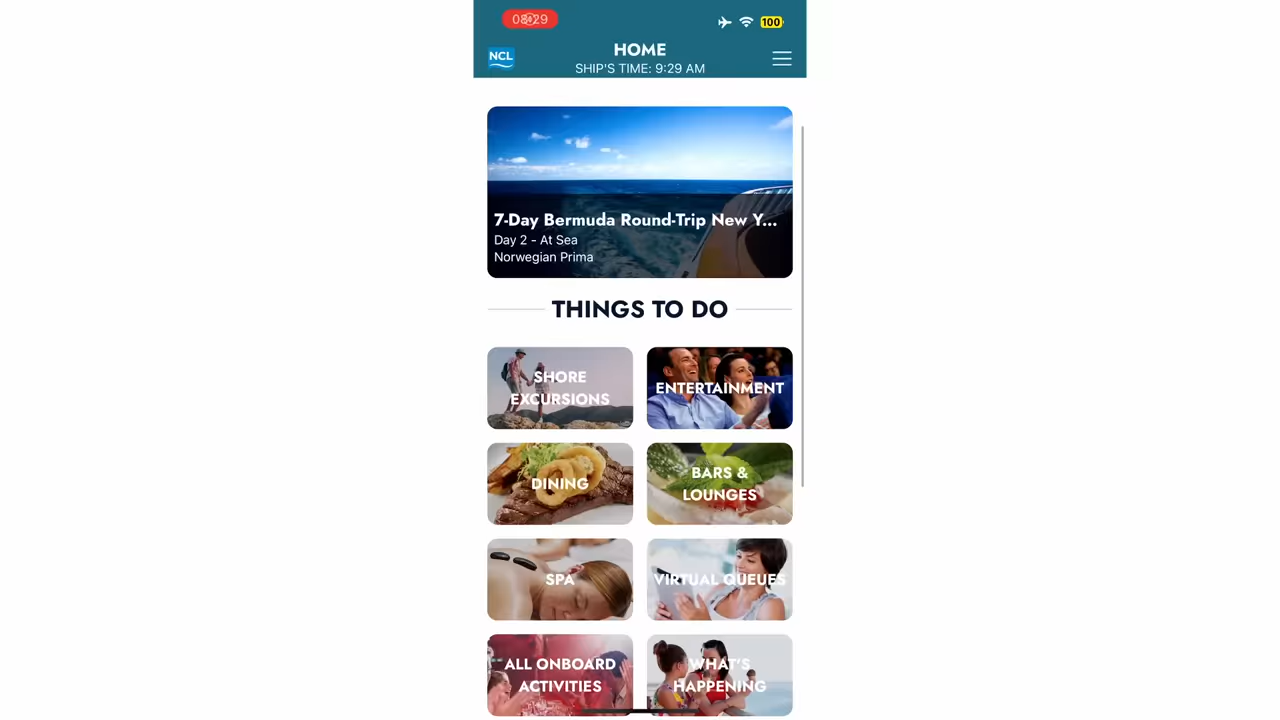 08:29
100
NCL
HOME
SHIP'S TIME: 9:29 AM
7-Day Bermuda Round-Trip New Y...
Day 2 - At Sea
Norwegian Prima
THINGS TO DO
SHORE
EXCURSIONS
ENTERTAINMENT
DINING
BARS &
LOUNGES
SPA
VIRTUAL QUEUES
ALL ONBOARD
ACTIVITIES
WHAT'S
HAPPENING